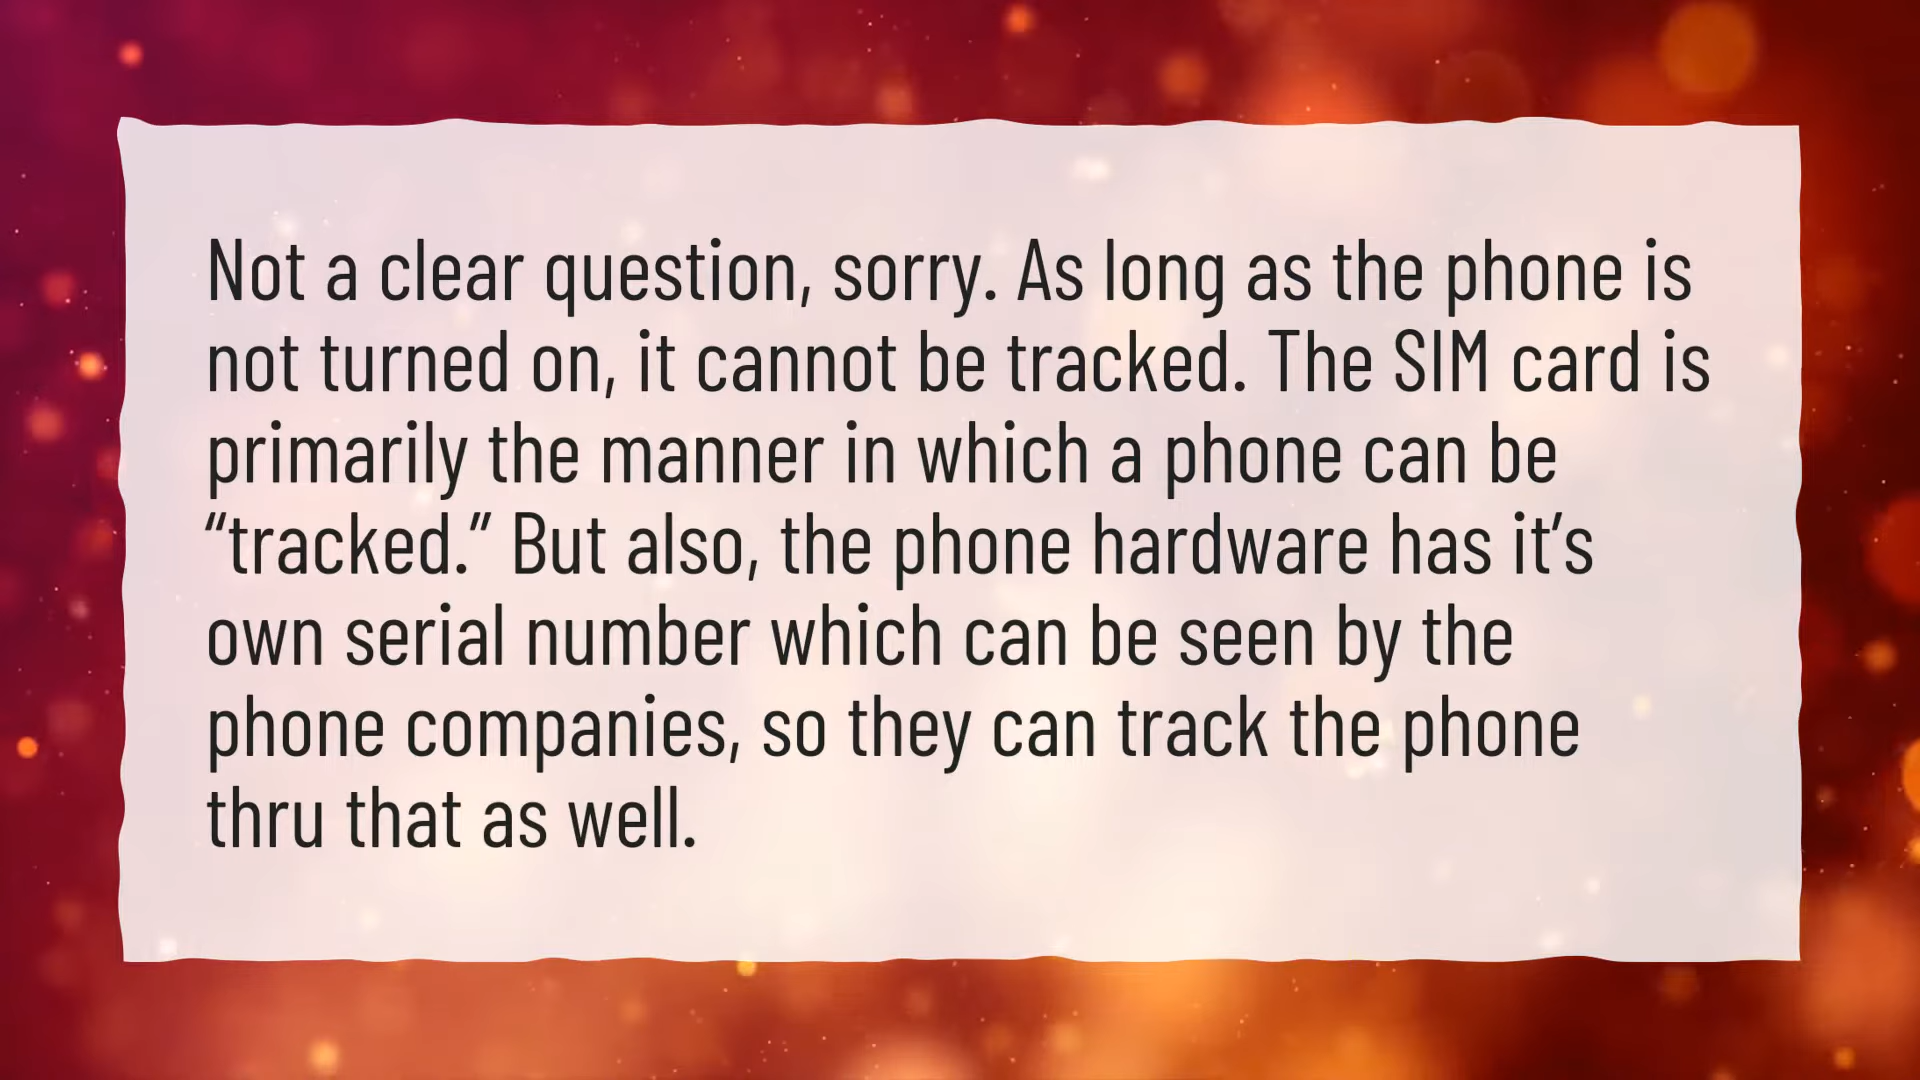 Not a clear question, sorry. As long as the phone is
not turned on, it cannot be tracked. The SIM card is
primarily the manner in which a phone can be
“tracked.” But also, the phone hardware has it’s
own serial number which can be seen by the
phone companies, so they can track the phone
thru that as well.